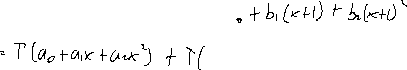 ₀ + b₁(x+1) + b₂(x+1)²
= T(a₀+a₁x+a₂x²) + T(